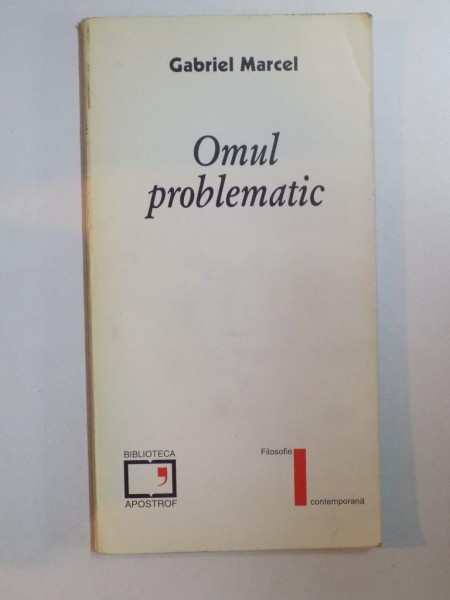 Gabriel Marcel
Omul
problematic
BIBLIOTECA
,
APOSTROF
Filosofie
contemporană